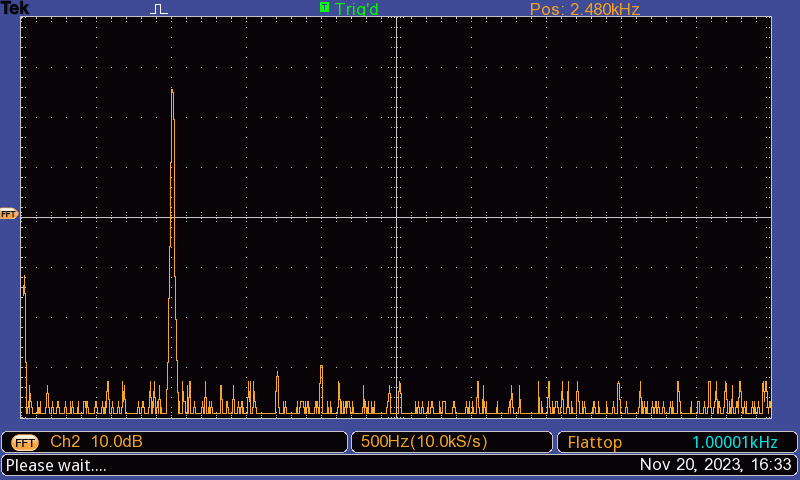 Tek T Trig'd Pos: 2.480kHz
FFT
FFT Ch2 10.0dB 500Hz(10.0kS/s) Flattop 1.00001kHz
Please wait.... Nov 20, 2023, 16:33